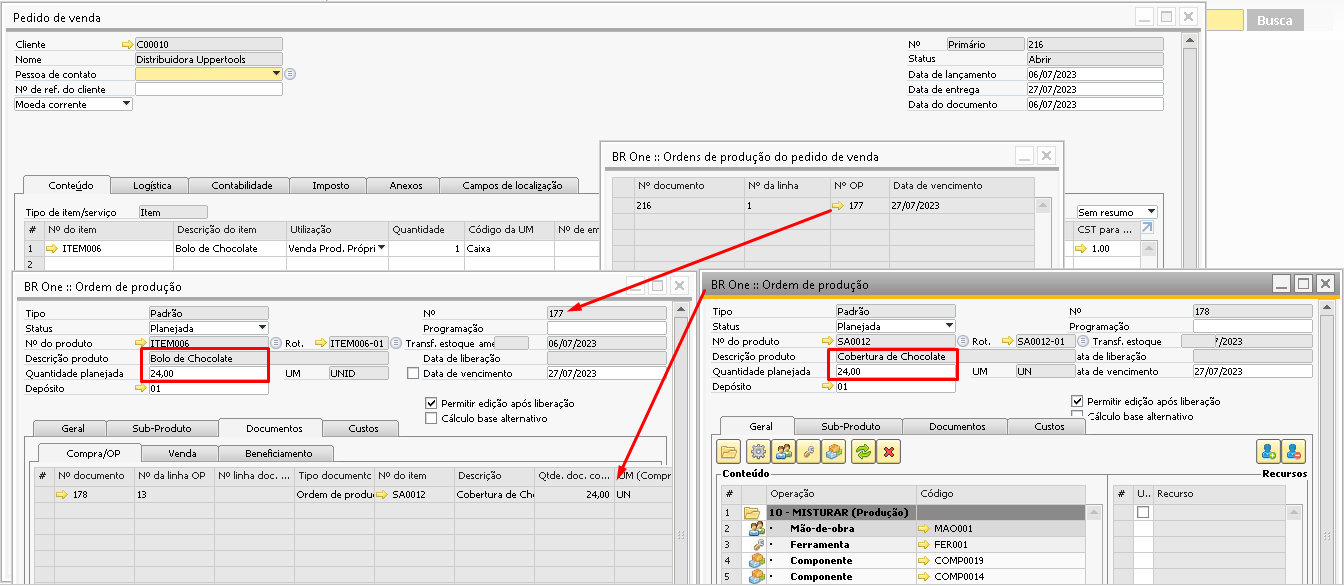 Busca
Pedido de venda
Cliente C00010
Nome Distribuidora Uppertools
Pessoa de contato
Nº de ref. do cliente
Moeda corrente
Nº Primário 216
Status Abrir
Data de lançamento 06/07/2023
Data de entrega 27/07/2023
Data do documento 06/07/2023
Conteúdo Logística Contabilidade Imposto Anexos Campos de localização
Tipo de item/serviço Item
Sem resumo
# Nº do item Descrição do item Utilização Quantidade Código da UM Nº de em
CST para ...
1 ITEM006 Bolo de Chocolate Venda Prod. Própri 1 Caixa
1.00
2
BR One :: Ordens de produção do pedido de venda
Nº documento Nº da linha Nº OP Data de vencimento
216 1 177 27/07/2023
BR One :: Ordem de produção
Tipo Padrão
Status Planejada
Nº do produto ITEM006 Rot. ITEM006-01
Descrição produto Bolo de Chocolate
Quantidade planejada 24,00 UM UNID
Depósito 01
Nº 177
Programação
Transf. estoque ame 06/07/2023
Data de liberação
Data de vencimento 27/07/2023
Permitir edição após liberação
Cálculo base alternativo
Geral Sub-Produto Documentos Custos
Compra/OP Venda Beneficiamento
# Nº documento Nº da linha OP Nº linha doc. ... Tipo documento Nº do item Descrição Qtde. doc. co... UM (Compr
178 13 Ordem de produ SA0012 Cobertura de Ch 24,00 UN
BR One :: Ordem de produção
Tipo Padrão
Status Planejada
Nº do produto SA0012 Rot. SA0012-01
Descrição produto Cobertura de Chocolate
Quantidade planejada 24,00 UM UN
Depósito 01
Nº 178
Programação
Transf. estoque 7/2023
ata de liberação
ata de vencimento 27/07/2023
Permitir edição após liberação
Cálculo base alternativo
Geral Sub-Produto Documentos Custos
Conteúdo Recursos
# Operação Código
# U.. Recurso
1 10 - MISTURAR (Produção)
2 · Mão-de-obra MAO001
3 · Ferramenta FER001
4 · Componente COMP0019
5 · Componente COMP0014